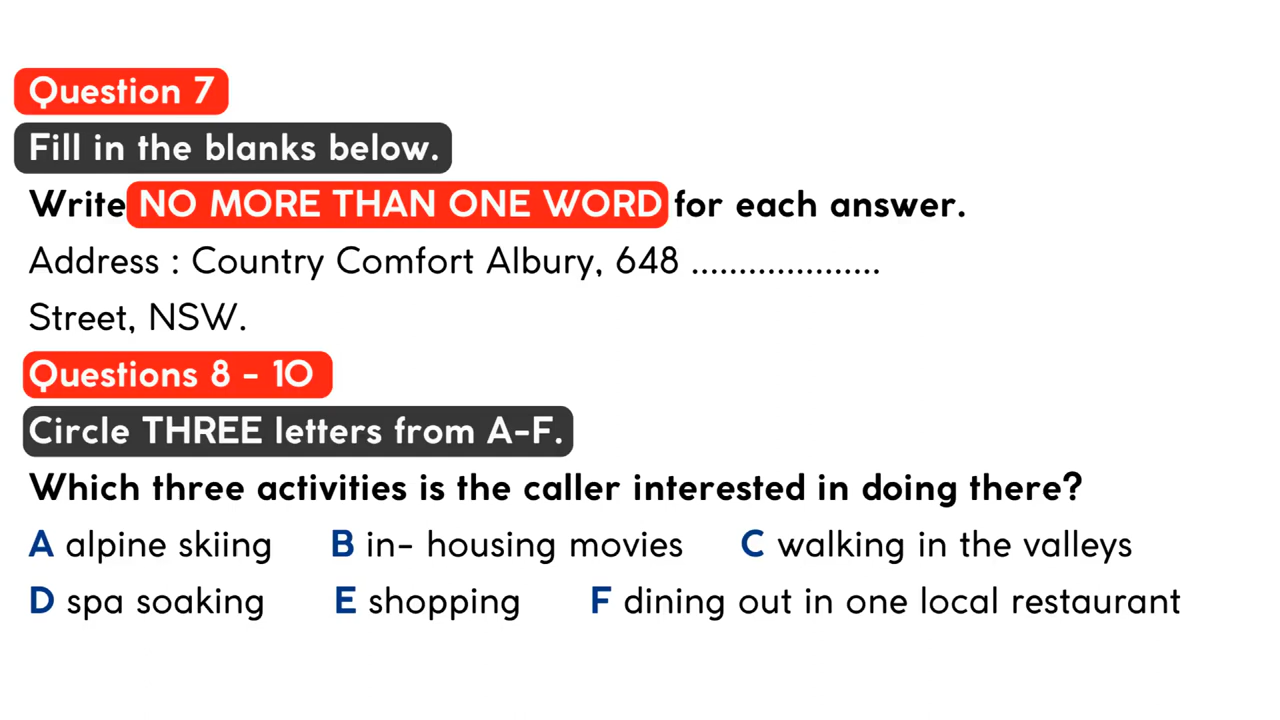 Question 7
Fill in the blanks below.
Write NO MORE THAN ONE WORD for each answer.
Address : Country Comfort Albury, 648 ....................
Street, NSW.
Questions 8 - 10
Circle THREE letters from A-F.
Which three activities is the caller interested in doing there?
A alpine skiing B in- housing movies C walking in the valleys
D spa soaking E shopping F dining out in one local restaurant